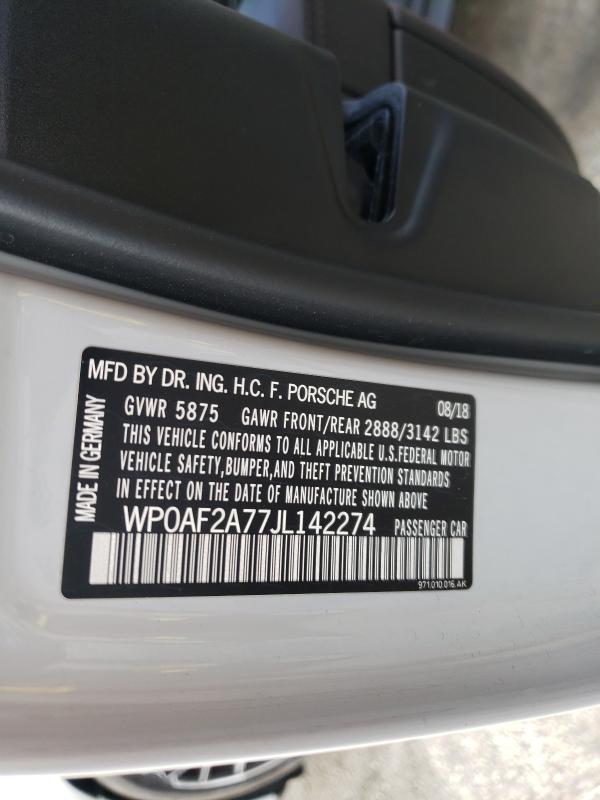 MFD BY DR. ING. H.C. F. PORSCHE AG 08/18
GVWR 5875 GAWR FRONT/REAR 2888/3142 LBS
THIS VEHICLE CONFORMS TO ALL APPLICABLE U.S.FEDERAL MOTOR
VEHICLE SAFETY,BUMPER,AND THEFT PREVENTION STANDARDS
IN EFFECT ON THE DATE OF MANUFACTURE SHOWN ABOVE
WP0AF2A77JL142274 PASSENGER CAR
971.010.016.AK
MADE IN GERMANY